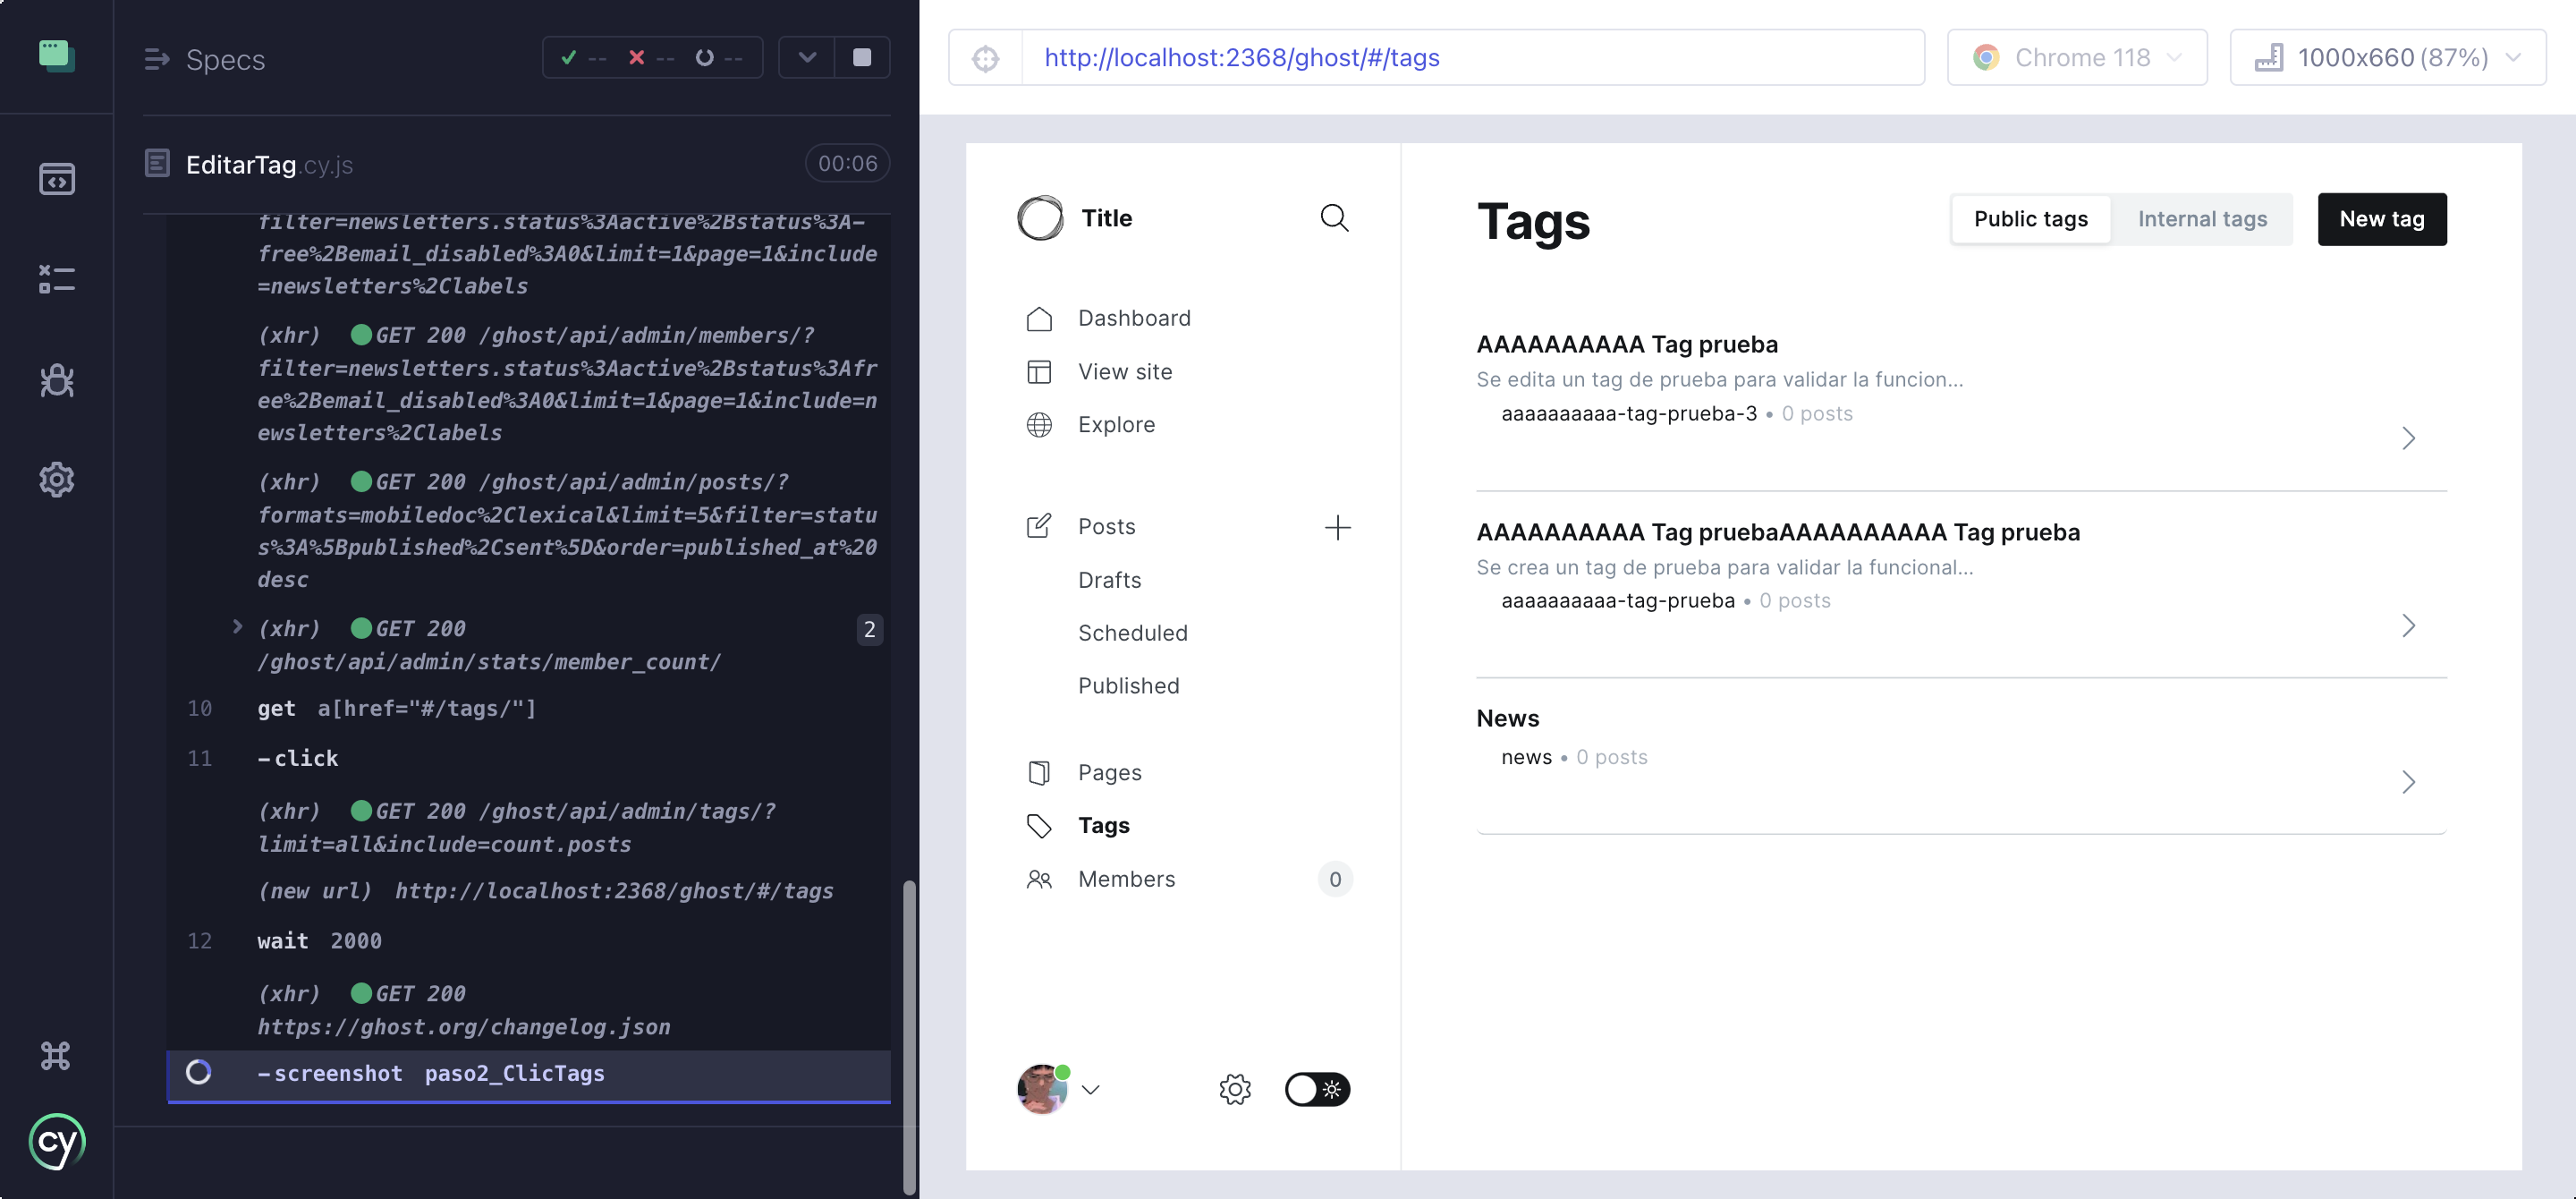 Specs
-- -- --
EditarTag.cy.js
00:06
filter=newsletters.status%3Aactive%2Bstatus%3A-
free%2Bemail_disabled%3A0&limit=1&page=1&include
=newsletters%2Clabels
(xhr) GET 200 /ghost/api/admin/members/?
filter=newsletters.status%3Aactive%2Bstatus%3Afr
ee%2Bemail_disabled%3A0&limit=1&page=1&include=n
ewsletters%2Clabels
(xhr) GET 200 /ghost/api/admin/posts/?
formats=mobiledoc%2Clexical&limit=5&filter=statu
s%3A%5Bpublished%2Csent%5D&order=published_at%20
desc
(xhr) GET 200 2
/ghost/api/admin/stats/member_count/
10 get a[href="#/tags/"]
11 -click
(xhr) GET 200 /ghost/api/admin/tags/?
limit=all&include=count.posts
(new url) http://localhost:2368/ghost/#/tags
12 wait 2000
(xhr) GET 200
https://ghost.org/changelog.json
-screenshot paso2_ClicTags
cy
http://localhost:2368/ghost/#/tags
Chrome 118
1000x660 (87%)
Title
Dashboard
View site
Explore
Posts
Drafts
Scheduled
Published
Pages
Tags
Members 0
Tags
Public tags
Internal tags
New tag
AAAAAAAAAA Tag prueba
Se edita un tag de prueba para validar la funcion...
aaaaaaaaaa-tag-prueba-3 • 0 posts
AAAAAAAAAA Tag pruebaAAAAAAAAAA Tag prueba
Se crea un tag de prueba para validar la funcional...
aaaaaaaaaa-tag-prueba • 0 posts
News
news • 0 posts